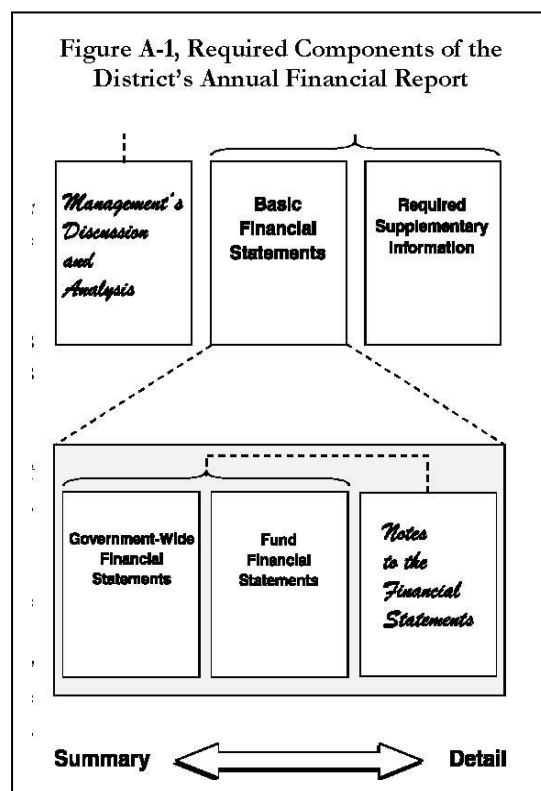 Figure A-1, Required Components of the
District's Annual Financial Report
Management's
Discussion
and
Analysis
Basic
Financial
Statements
Required
Supplementary
Information
Government-Wide
Financial
Statements
Fund
Financial
Statements
Notes
to the
Financial
Statements
Summary
Detail